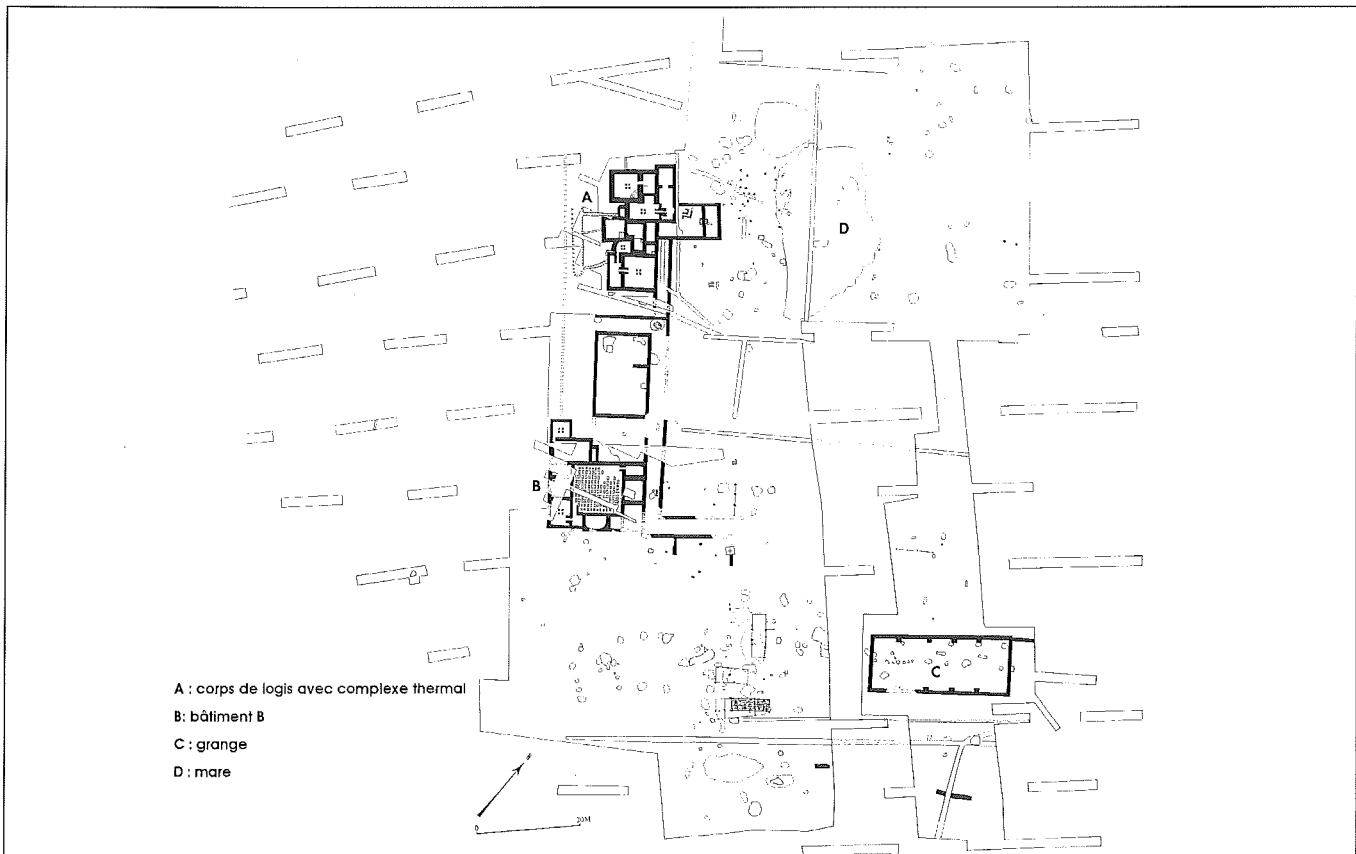 A
D
B
C
A : corps de logis avec complexe thermal
B: bâtiment B
C : grange
D : mare
N
0
20M